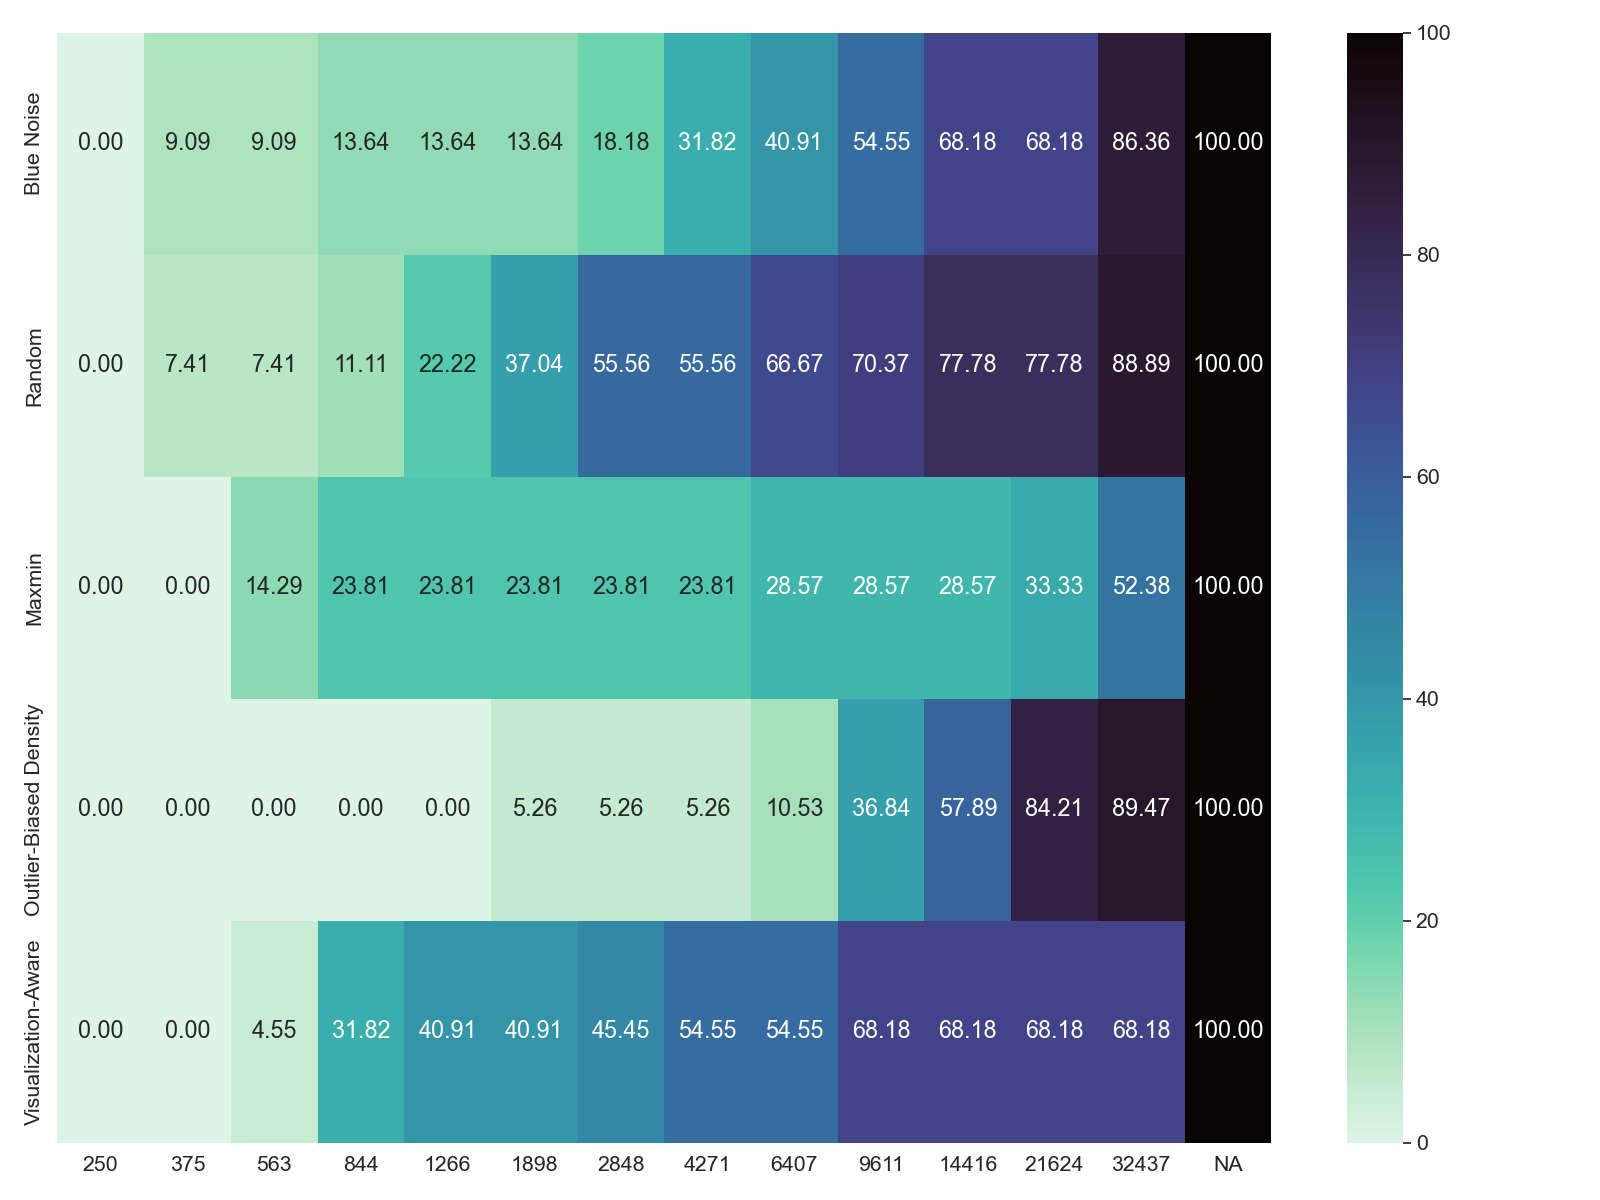 Blue Noise
0.00 9.09 9.09 13.64 13.64 13.64 18.18 31.82 40.91 54.55 68.18 68.18 86.36 100.00
Random
0.00 7.41 7.41 11.11 22.22 37.04 55.56 55.56 66.67 70.37 77.78 77.78 88.89 100.00
Maxmin
0.00 0.00 14.29 23.81 23.81 23.81 23.81 23.81 28.57 28.57 28.57 33.33 52.38 100.00
Outlier-Biased Density
0.00 0.00 0.00 0.00 0.00 5.26 5.26 5.26 10.53 36.84 57.89 84.21 89.47 100.00
Visualization-Aware
0.00 0.00 4.55 31.82 40.91 40.91 45.45 54.55 54.55 68.18 68.18 68.18 68.18 100.00
250 375 563 844 1266 1898 2848 4271 6407 9611 14416 21624 32437 NA
100
80
60
40
20
0